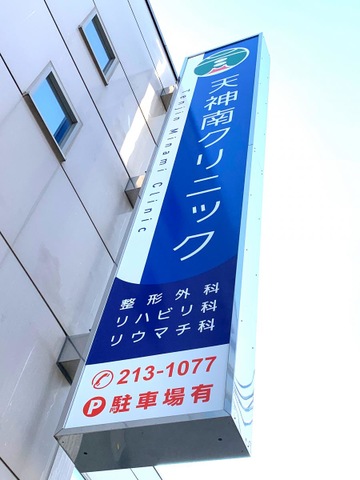 天神南クリニック
Tenjin Minami Clinic
整形外科
リハビリ科
リウマチ科
213-1077
P 駐車場有